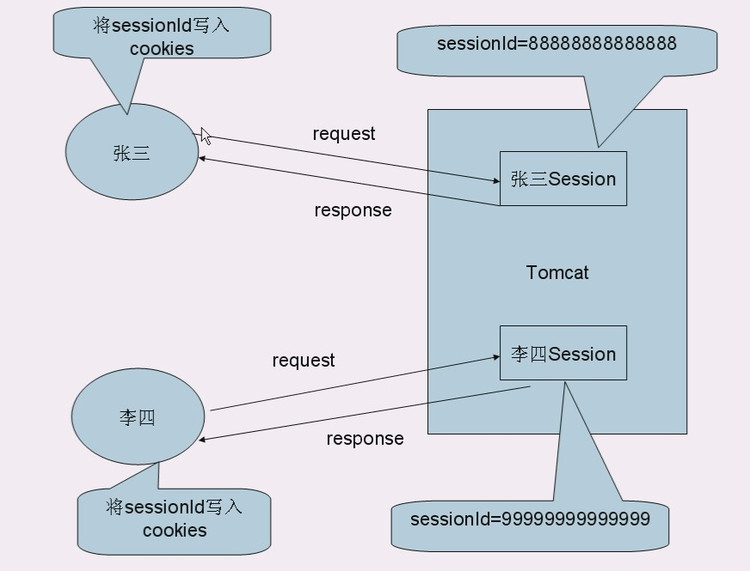 将sessionId写入
cookies
sessionId=88888888888888
张三
request
response
张三Session
Tomcat
request
response
李四Session
李四
将sessionId写入
cookies
sessionId=99999999999999